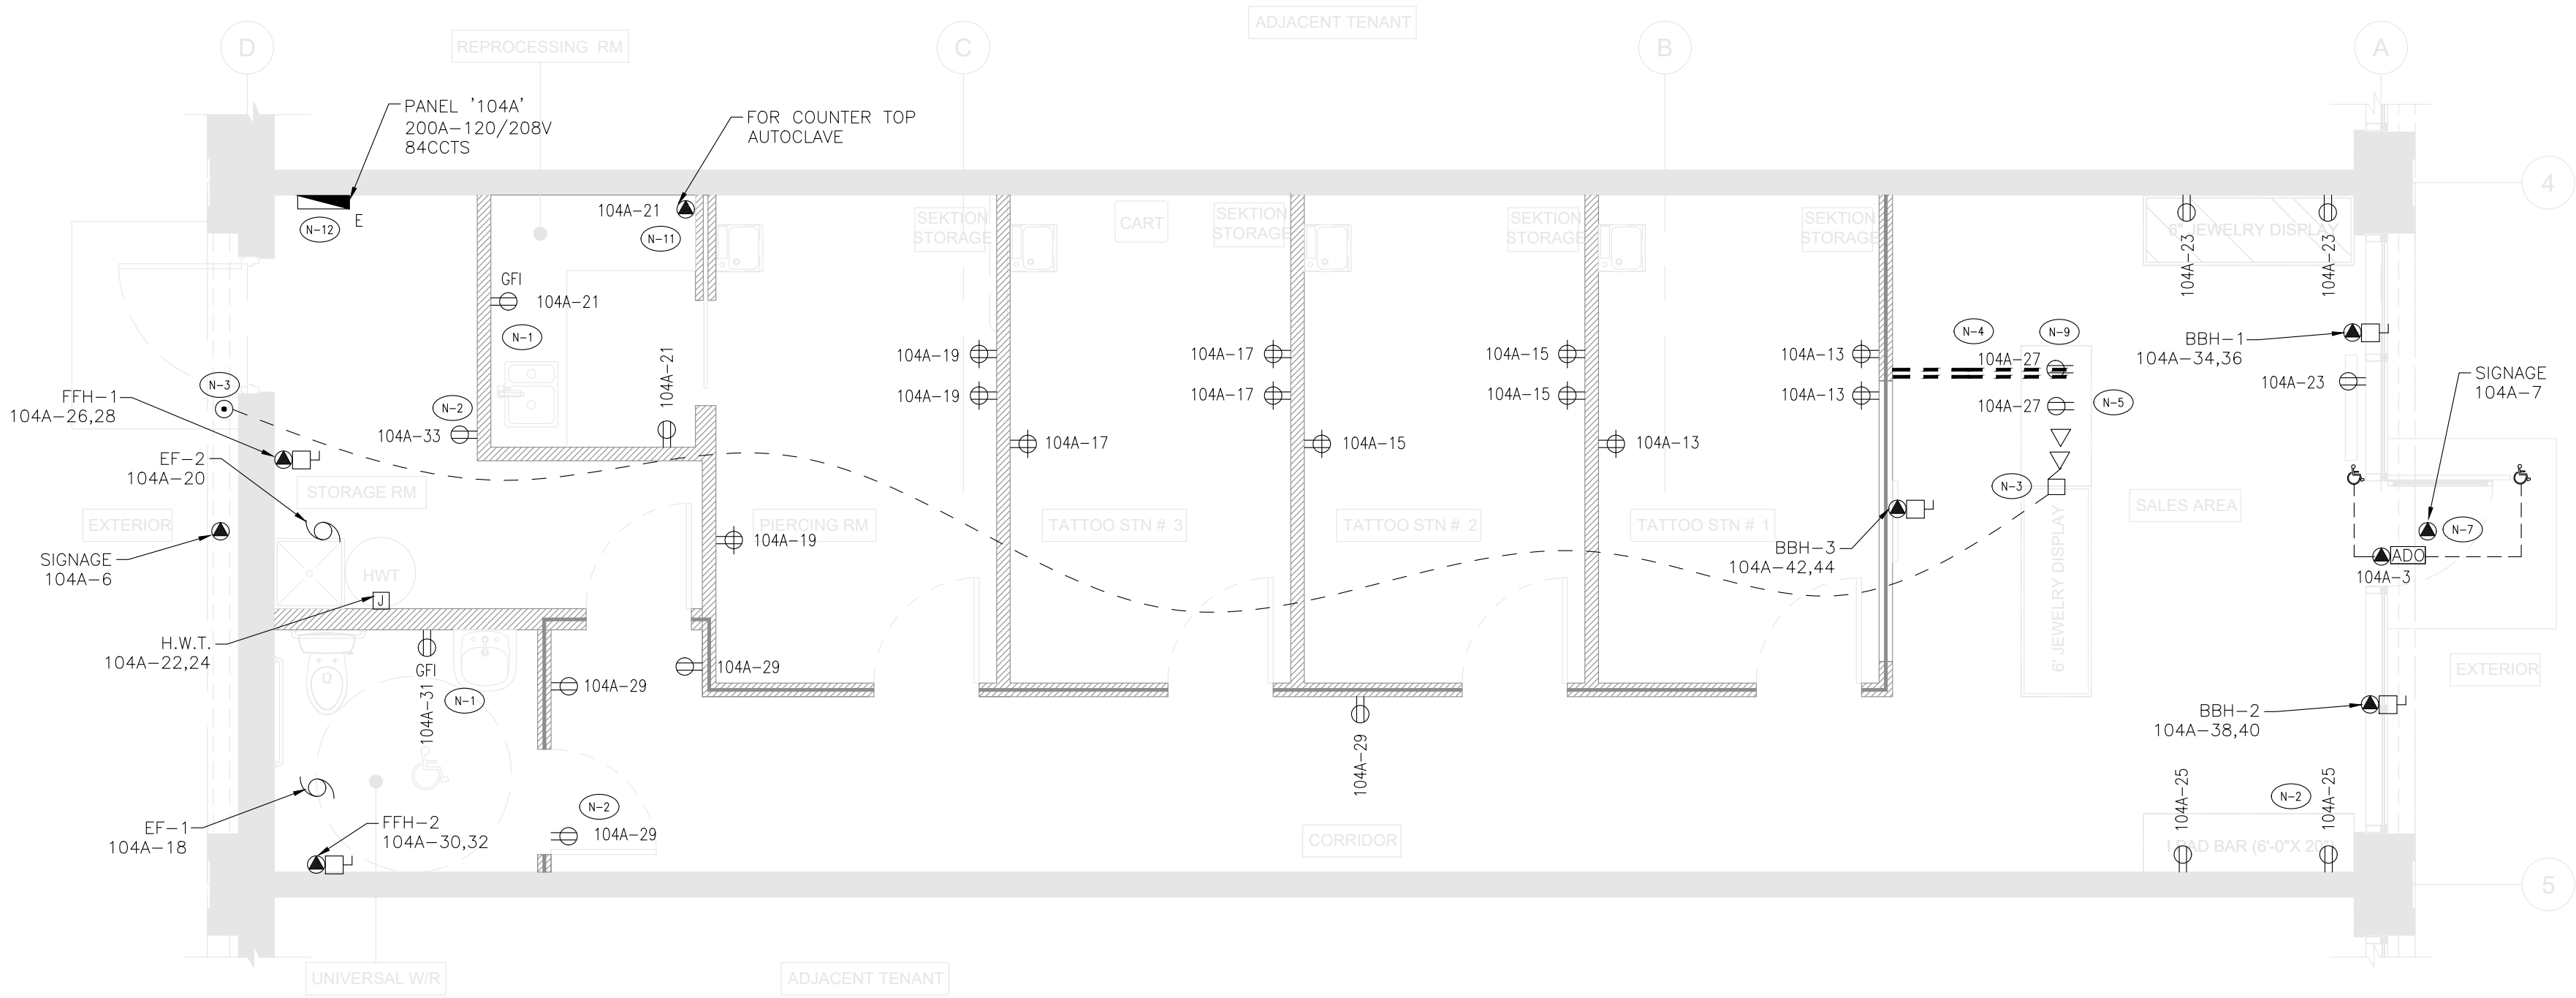 ADJACENT TENANT
D
REPROCESSING RM
C
B
A
PANEL '104A'
200A-120/208V
84CCTS
FOR COUNTER TOP
AUTOCLAVE
4
E
N-12
104A-21
N-11
SEKTION
STORAGE
CART
SEKTION
STORAGE
SEKTION
STORAGE
SEKTION
STORAGE
6" JEWELRY DISPLAY
104A-23
104A-23
GFI
104A-21
N-1
104A-21
104A-19
104A-19
104A-17
104A-17
104A-15
104A-15
104A-13
104A-13
N-4
N-9
104A-27
104A-27
N-5
BBH-1
104A-34,36
104A-23
SIGNAGE
104A-7
N-3
FFH-1
104A-26,28
N-2
104A-33
EF-2
104A-20
104A-17
104A-15
104A-13
STORAGE RM
N-3
EXTERIOR
PIERCING RM
TATTOO STN # 3
TATTOO STN # 2
TATTOO STN # 1
SALES AREA
N-7
104A-19
SIGNAGE
104A-6
BBH-3
104A-42,44
ADO
104A-3
HWT
J
6' JEWELRY DISPLAY
H.W.T.
104A-22,24
GFI
104A-31
N-1
104A-29
104A-29
EXTERIOR
BBH-2
104A-38,40
104A-29
104A-25
104A-25
N-2
N-2
104A-29
EF-1
104A-18
FFH-2
104A-30,32
CORRIDOR
I PAD BAR (6'-0"X 20")
5
UNIVERSAL W/R
ADJACENT TENANT